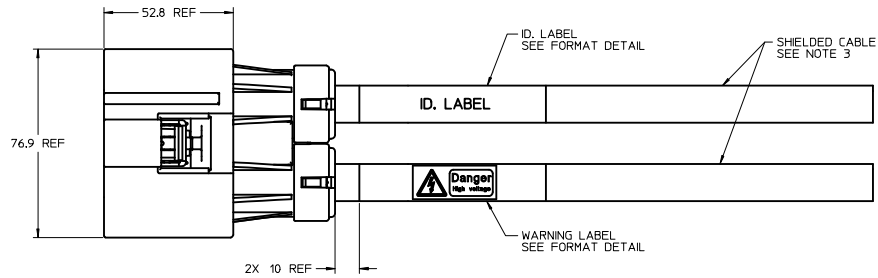 52.8 REF
ID. LABEL
SEE FORMAT DETAIL
SHIELDED CABLE
SEE NOTE 3
ID. LABEL
76.9 REF
Danger
High voltage
WARNING LABEL
SEE FORMAT DETAIL
2X 10 REF